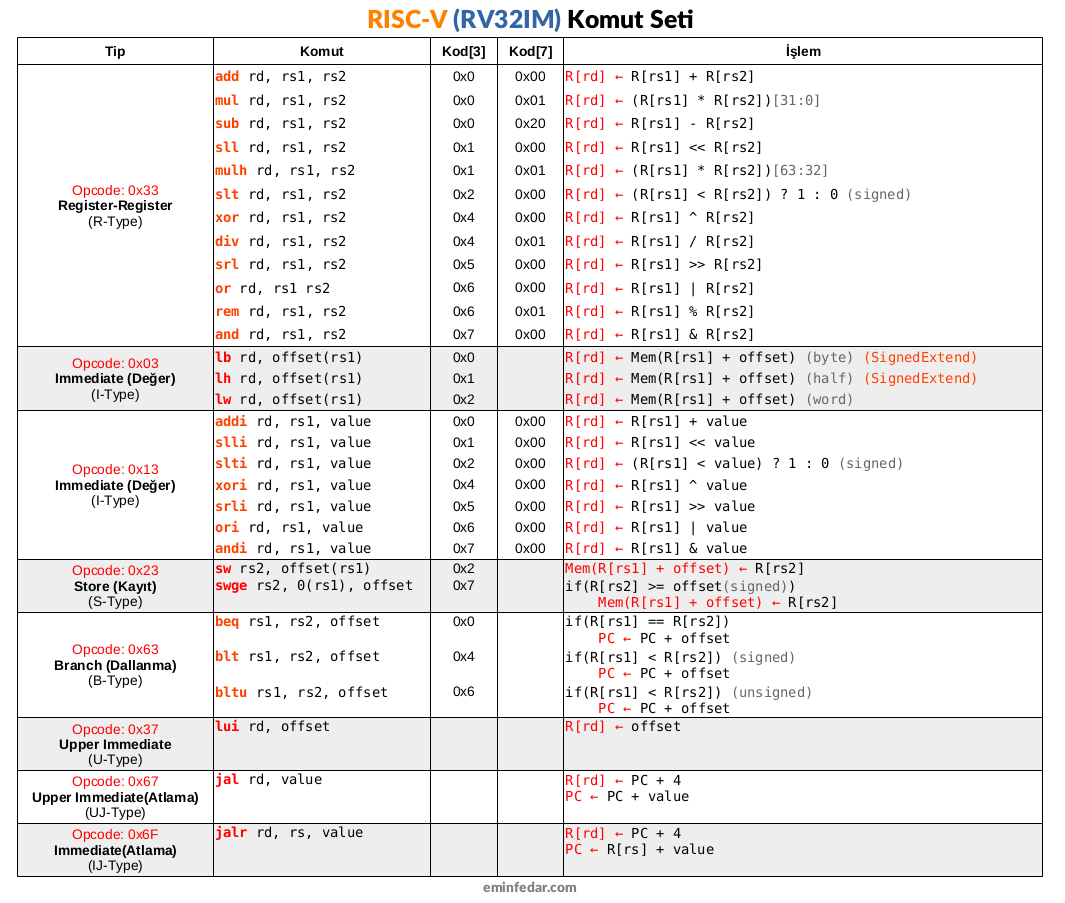 RISC-V (RV32IM) Komut Seti
Tip Komut Kod[3] Kod[7] İşlem
Opcode: 0x33
Register-Register
(R-Type)
add rd, rs1, rs2 0x0 0x00 R[rd] ← R[rs1] + R[rs2]
mul rd, rs1, rs2 0x0 0x01 R[rd] ← (R[rs1] * R[rs2])[31:0]
sub rd, rs1, rs2 0x0 0x20 R[rd] ← R[rs1] - R[rs2]
sll rd, rs1, rs2 0x1 0x00 R[rd] ← R[rs1] << R[rs2]
mulh rd, rs1, rs2 0x1 0x01 R[rd] ← (R[rs1] * R[rs2])[63:32]
slt rd, rs1, rs2 0x2 0x00 R[rd] ← (R[rs1] < R[rs2]) ? 1 : 0 (signed)
xor rd, rs1, rs2 0x4 0x00 R[rd] ← R[rs1] ^ R[rs2]
div rd, rs1, rs2 0x4 0x01 R[rd] ← R[rs1] / R[rs2]
srl rd, rs1, rs2 0x5 0x00 R[rd] ← R[rs1] >> R[rs2]
or rd, rs1 rs2 0x6 0x00 R[rd] ← R[rs1] | R[rs2]
rem rd, rs1, rs2 0x6 0x01 R[rd] ← R[rs1] % R[rs2]
and rd, rs1, rs2 0x7 0x00 R[rd] ← R[rs1] & R[rs2]
Opcode: 0x03
Immediate (Değer)
(I-Type)
lb rd, offset(rs1) 0x0 R[rd] ← Mem(R[rs1] + offset) (byte) (SignedExtend)
lh rd, offset(rs1) 0x1 R[rd] ← Mem(R[rs1] + offset) (half) (SignedExtend)
lw rd, offset(rs1) 0x2 R[rd] ← Mem(R[rs1] + offset) (word)
Opcode: 0x13
Immediate (Değer)
(I-Type)
addi rd, rs1, value 0x0 0x00 R[rd] ← R[rs1] + value
slli rd, rs1, value 0x1 0x00 R[rd] ← R[rs1] << value
slti rd, rs1, value 0x2 0x00 R[rd] ← (R[rs1] < value) ? 1 : 0 (signed)
xori rd, rs1, value 0x4 0x00 R[rd] ← R[rs1] ^ value
srli rd, rs1, value 0x5 0x00 R[rd] ← R[rs1] >> value
ori rd, rs1, value 0x6 0x00 R[rd] ← R[rs1] | value
andi rd, rs1, value 0x7 0x00 R[rd] ← R[rs1] & value
Opcode: 0x23
Store (Kayıt)
(S-Type)
sw rs2, offset(rs1) 0x2 Mem(R[rs1] + offset) ← R[rs2]
swge rs2, 0(rs1), offset 0x7 if(R[rs2] >= offset(signed))
Mem(R[rs1] + offset) ← R[rs2]
Opcode: 0x63
Branch (Dallanma)
(B-Type)
beq rs1, rs2, offset 0x0 if(R[rs1] == R[rs2])
PC ← PC + offset
blt rs1, rs2, offset 0x4 if(R[rs1] < R[rs2]) (signed)
PC ← PC + offset
bltu rs1, rs2, offset 0x6 if(R[rs1] < R[rs2]) (unsigned)
PC ← PC + offset
Opcode: 0x37
Upper Immediate
(U-Type)
lui rd, offset R[rd] ← offset
Opcode: 0x67
Upper Immediate(Atlama)
(UJ-Type)
jal rd, value R[rd] ← PC + 4
PC ← PC + value
Opcode: 0x6F
Immediate(Atlama)
(IJ-Type)
jalr rd, rs, value R[rd] ← PC + 4
PC ← R[rs] + value
eminfedar.com